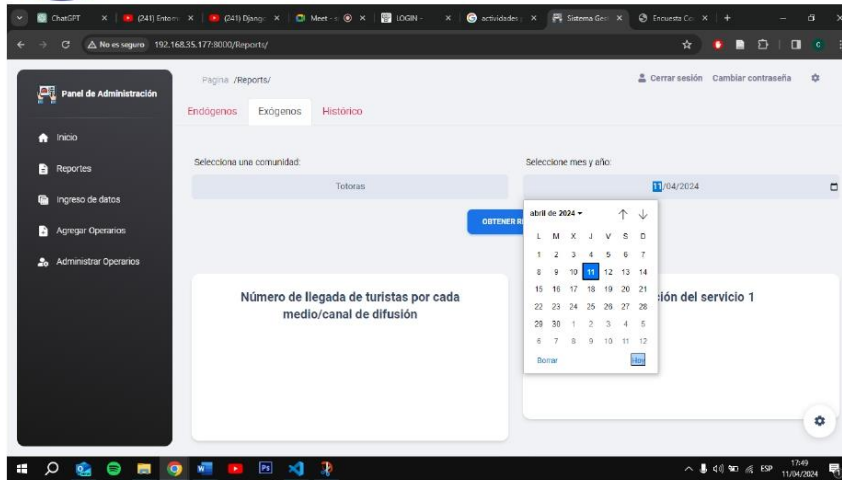 ChatGPT
(241) Entorn
(241) Djang
Meet - s
LOGIN -
actividades
Sistema Gest
Encuesta Co
No es seguro 192.168.35.177:8000/Reports/
Panel de Administración
Pagina /Reports/
Cerrar sesión Cambiar contraseña
Endógenos Exógenos Histórico
Inicio
Reportes
Ingreso de datos
Agregar Operarios
Administrar Operarios
Selecciona una comunidad:
Seleccione mes y año:
Totoras
11/04/2024
OBTENER RE
abril de 2024
L M X J V S D
1 2 3 4 5 6 7
8 9 10 11 12 13 14
15 16 17 18 19 20 21
22 23 24 25 26 27 28
29 30 1 2 3 4 5
6 7 8 9 10 11 12
Borrar Hoy
Número de llegada de turistas por cada
medio/canal de difusión
ión del servicio 1
ESP
17:49
11/04/2024